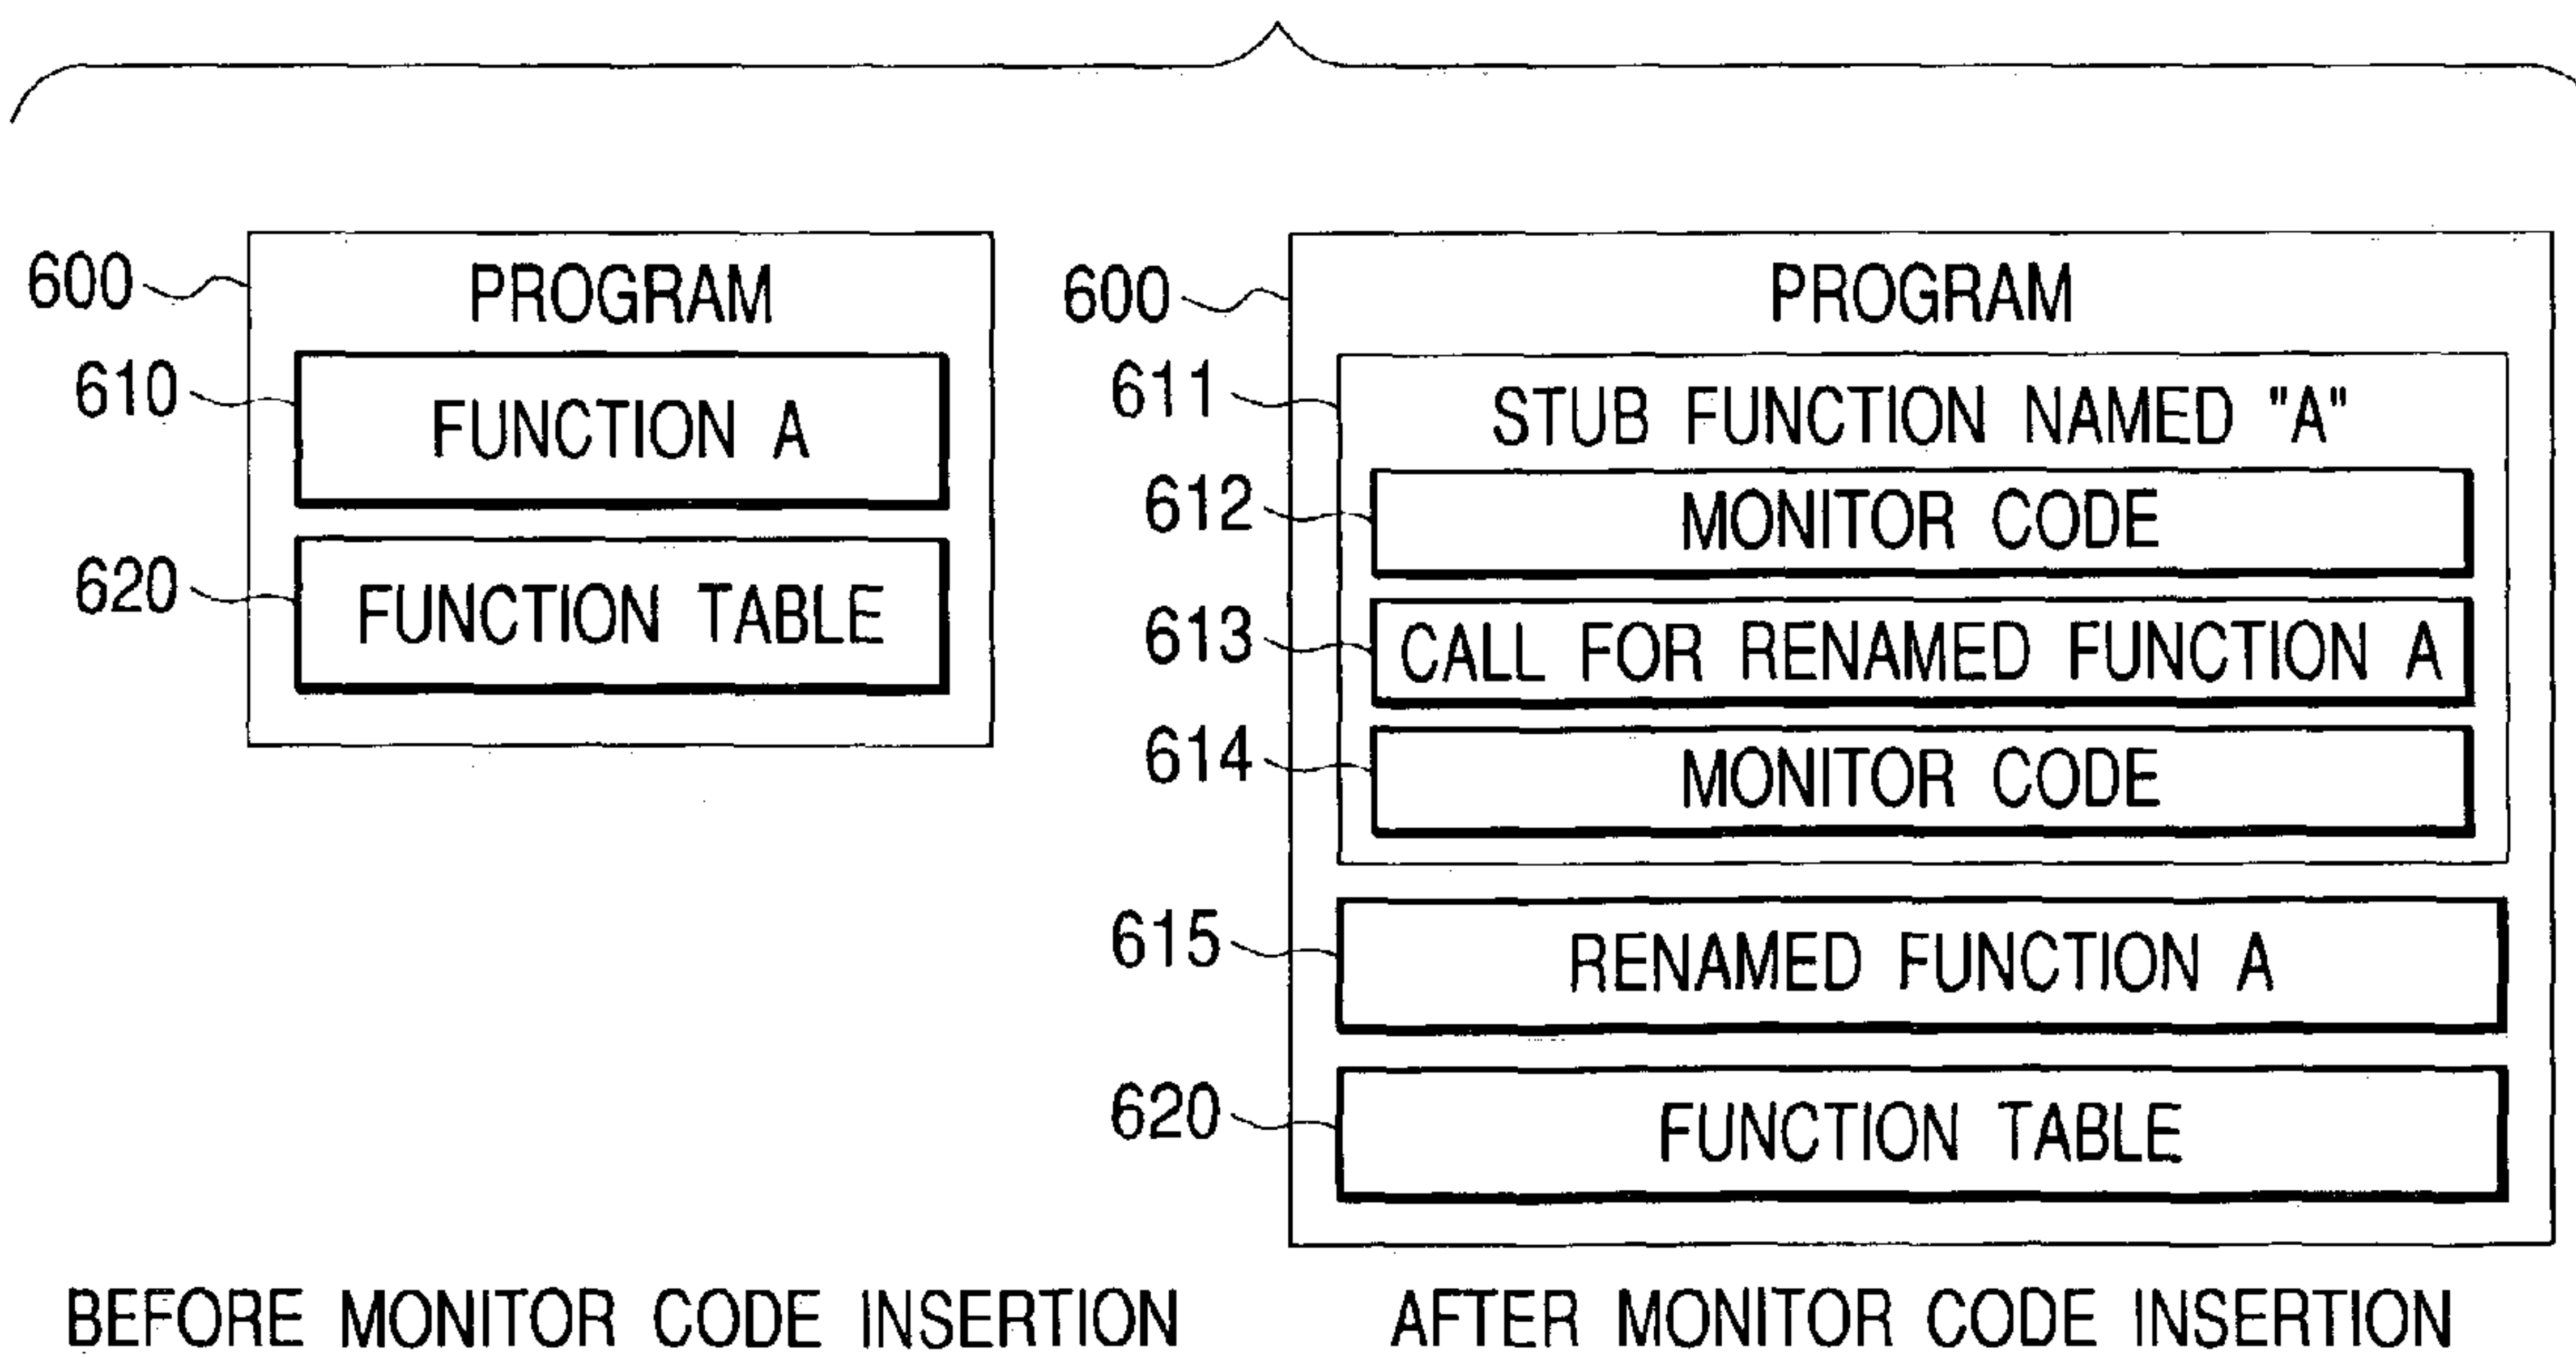 600 PROGRAM
610 FUNCTION A
620 FUNCTION TABLE
BEFORE MONITOR CODE INSERTION
600 PROGRAM
611 STUB FUNCTION NAMED "A"
612 MONITOR CODE
613 CALL FOR RENAMED FUNCTION A
614 MONITOR CODE
615 RENAMED FUNCTION A
620 FUNCTION TABLE
AFTER MONITOR CODE INSERTION